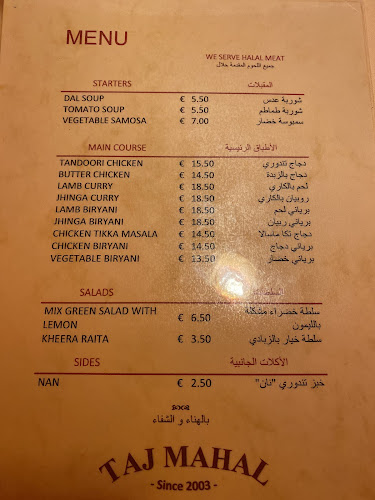 MENU
WE SERVE HALAL MEAT
جميع اللحوم المقدمة حلال
STARTERS المقبلات
DAL SOUP € 5.50 شوربة عدس
TOMATO SOUP € 5.50 شوربة طماطم
VEGETABLE SAMOSA € 7.00 سمبوسة خضار
MAIN COURSE الأطباق الرئيسية
TANDOORI CHICKEN € 15.50 دجاج تندوري
BUTTER CHICKEN € 14.50 دجاج بالزبدة
LAMB CURRY € 18.50 لحم بالكاري
JHINGA CURRY € 18.50 روبيان بالكاري
LAMB BIRYANI € 18.50 برياني لحم
JHINGA BIRYANI € 18.50 برياني ربيان
CHICKEN TIKKA MASALA € 14.50 دجاج تكا ماسالا
CHICKEN BIRYANI € 14.50 برياني دجاج
VEGETABLE BIRYANI € 13.50 برياني خضار
SALADS
MIX GREEN SALAD WITH LEMON € 6.50 سلطة خضراء مشكلة بالليمون
KHEERA RAITA € 3.50 سلطة خيار بالزبادي
SIDES الأكلات الجانبية
NAN € 2.50 خبز تندوري "نان"
بالهناء و الشفاء
TAJ MAHAL
- Since 2003 -